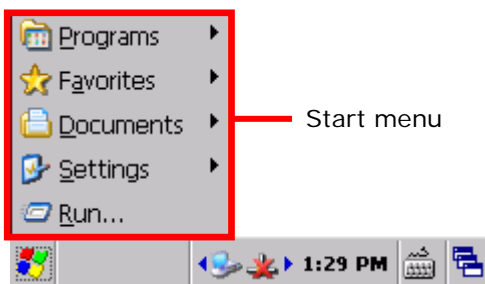 Programs
Favorites
Documents
Start menu
Settings
Run...
1:29 PM